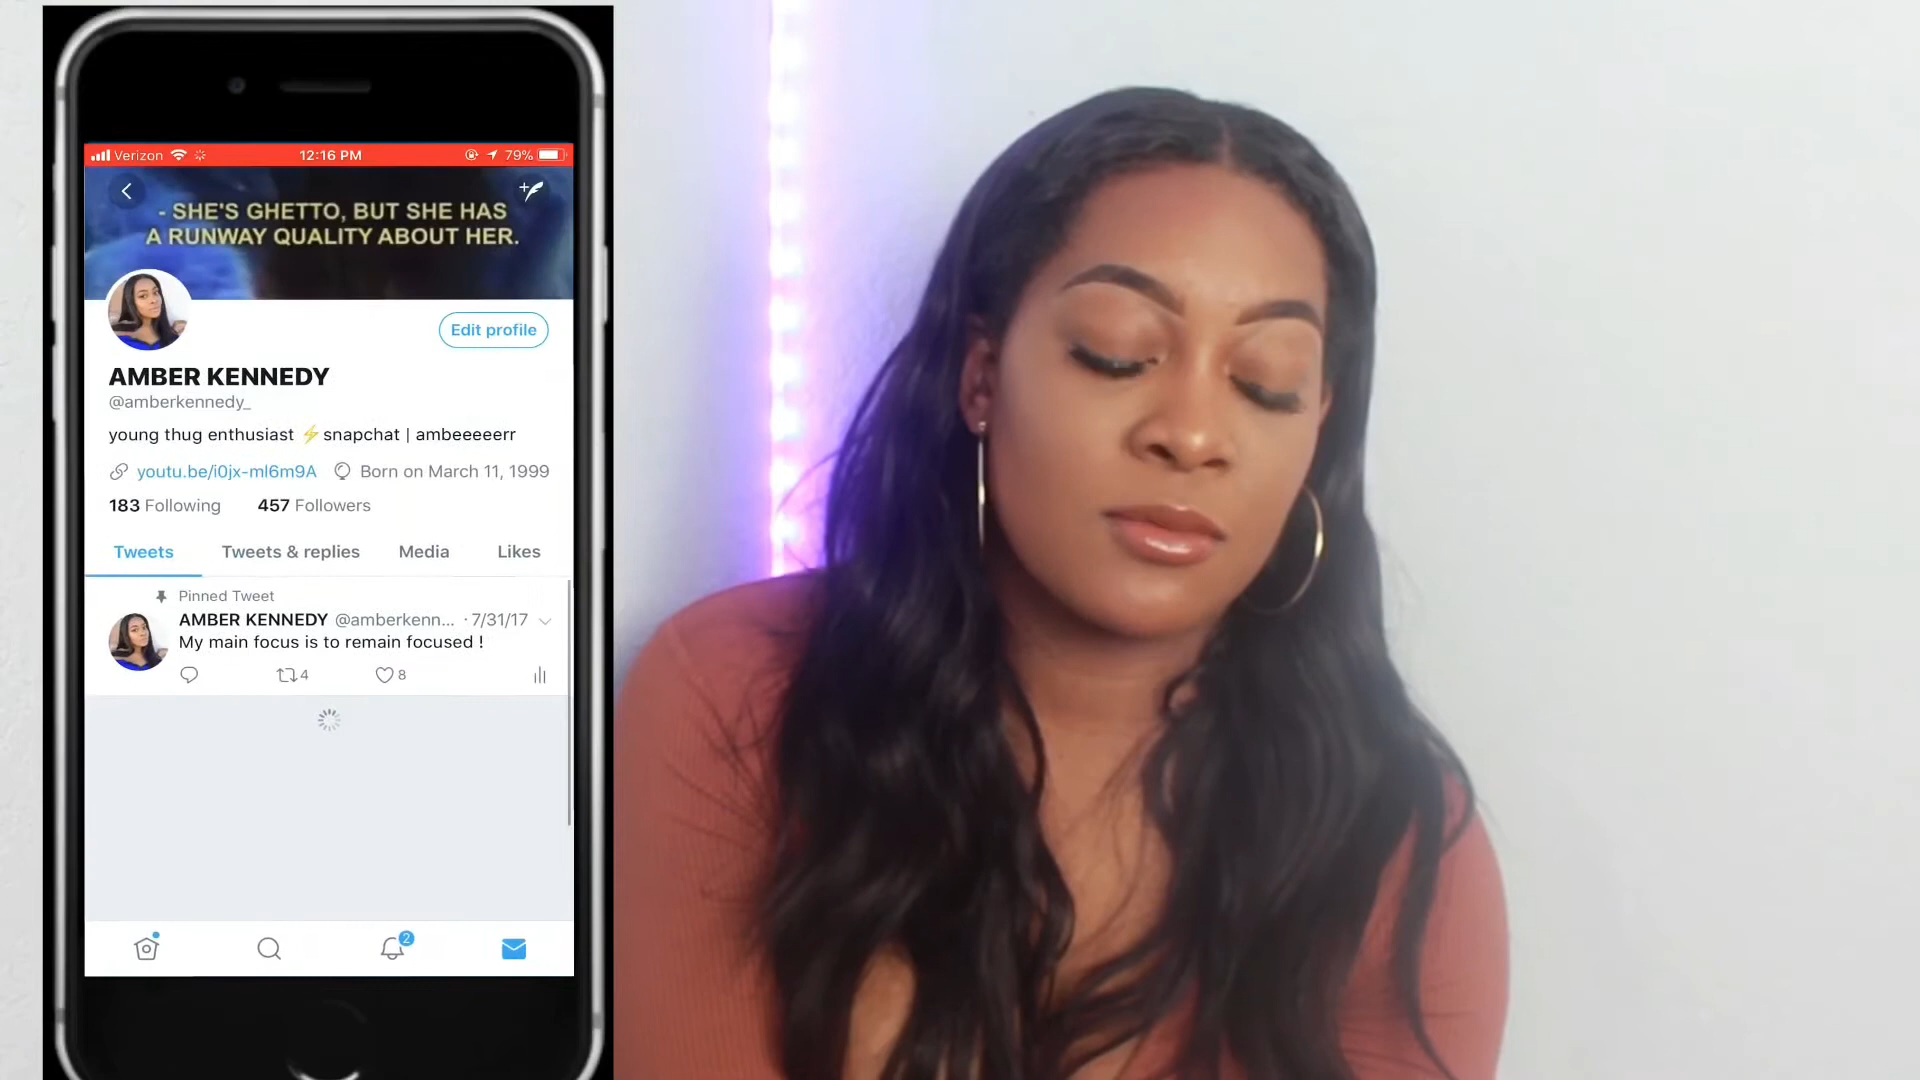 Verizon 12:16 PM 79%
- SHE'S GHETTO, BUT SHE HAS
A RUNWAY QUALITY ABOUT HER.
Edit profile
AMBER KENNEDY
@amberkennedy_
young thug enthusiast ⚡snapchat | ambeeeeerr
youtu.be/i0jx-ml6m9A Born on March 11, 1999
183 Following 457 Followers
Tweets Tweets & replies Media Likes
Pinned Tweet
AMBER KENNEDY @amberkenn... · 7/31/17
My main focus is to remain focused !
4 8
2